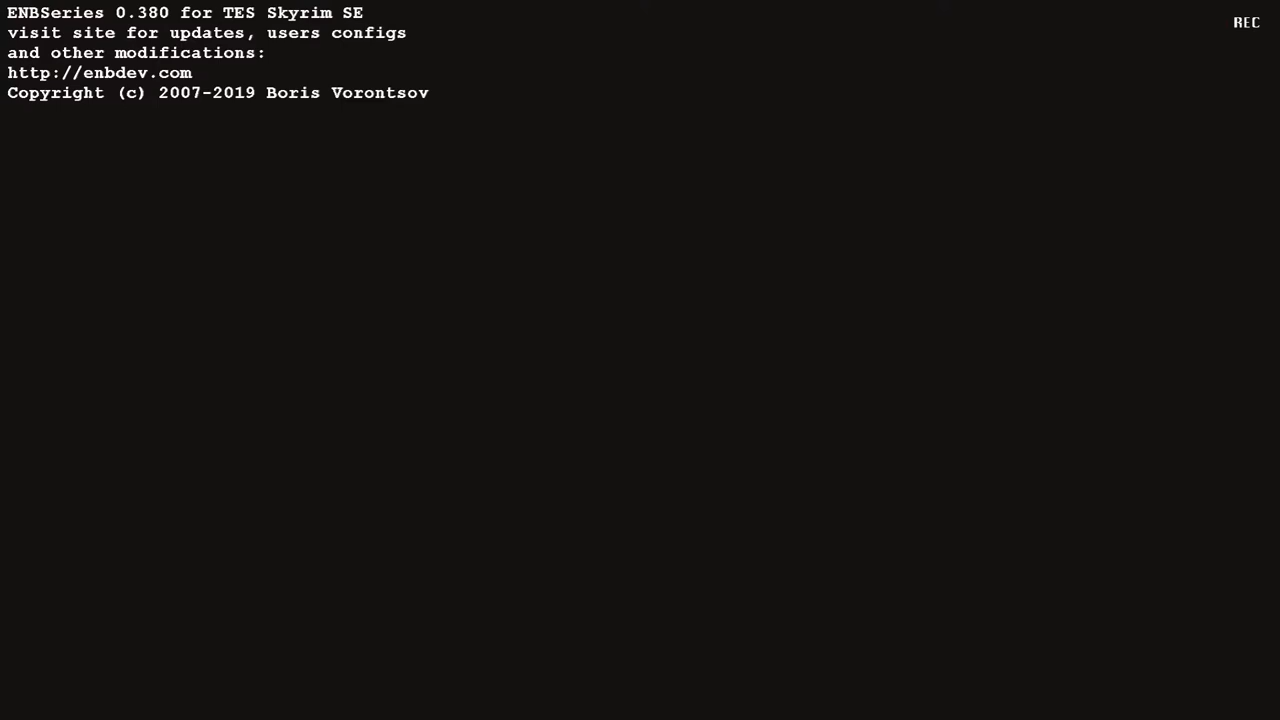 ENBSeries 0.380 for TES Skyrim SE
visit site for updates, users configs
and other modifications:
http://enbdev.com
Copyright (c) 2007-2019 Boris Vorontsov
REC